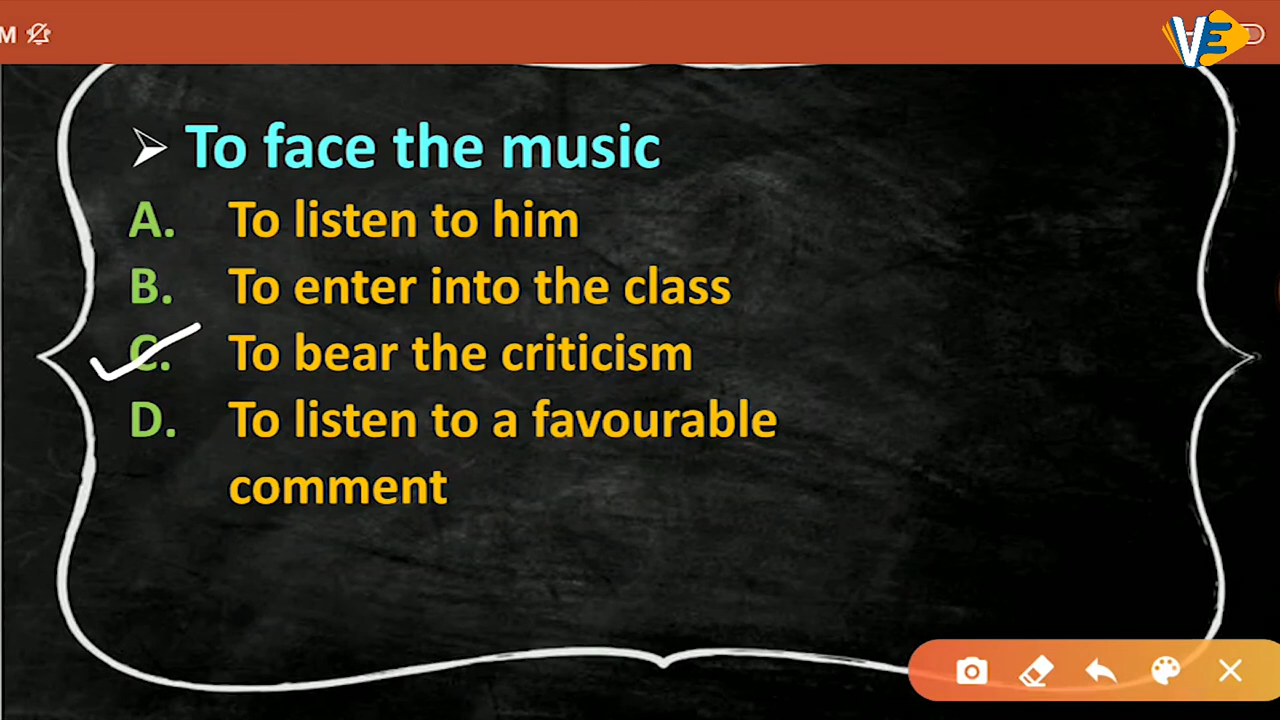 M
VE
To face the music
A. To listen to him
B. To enter into the class
C. To bear the criticism
D. To listen to a favourable
comment